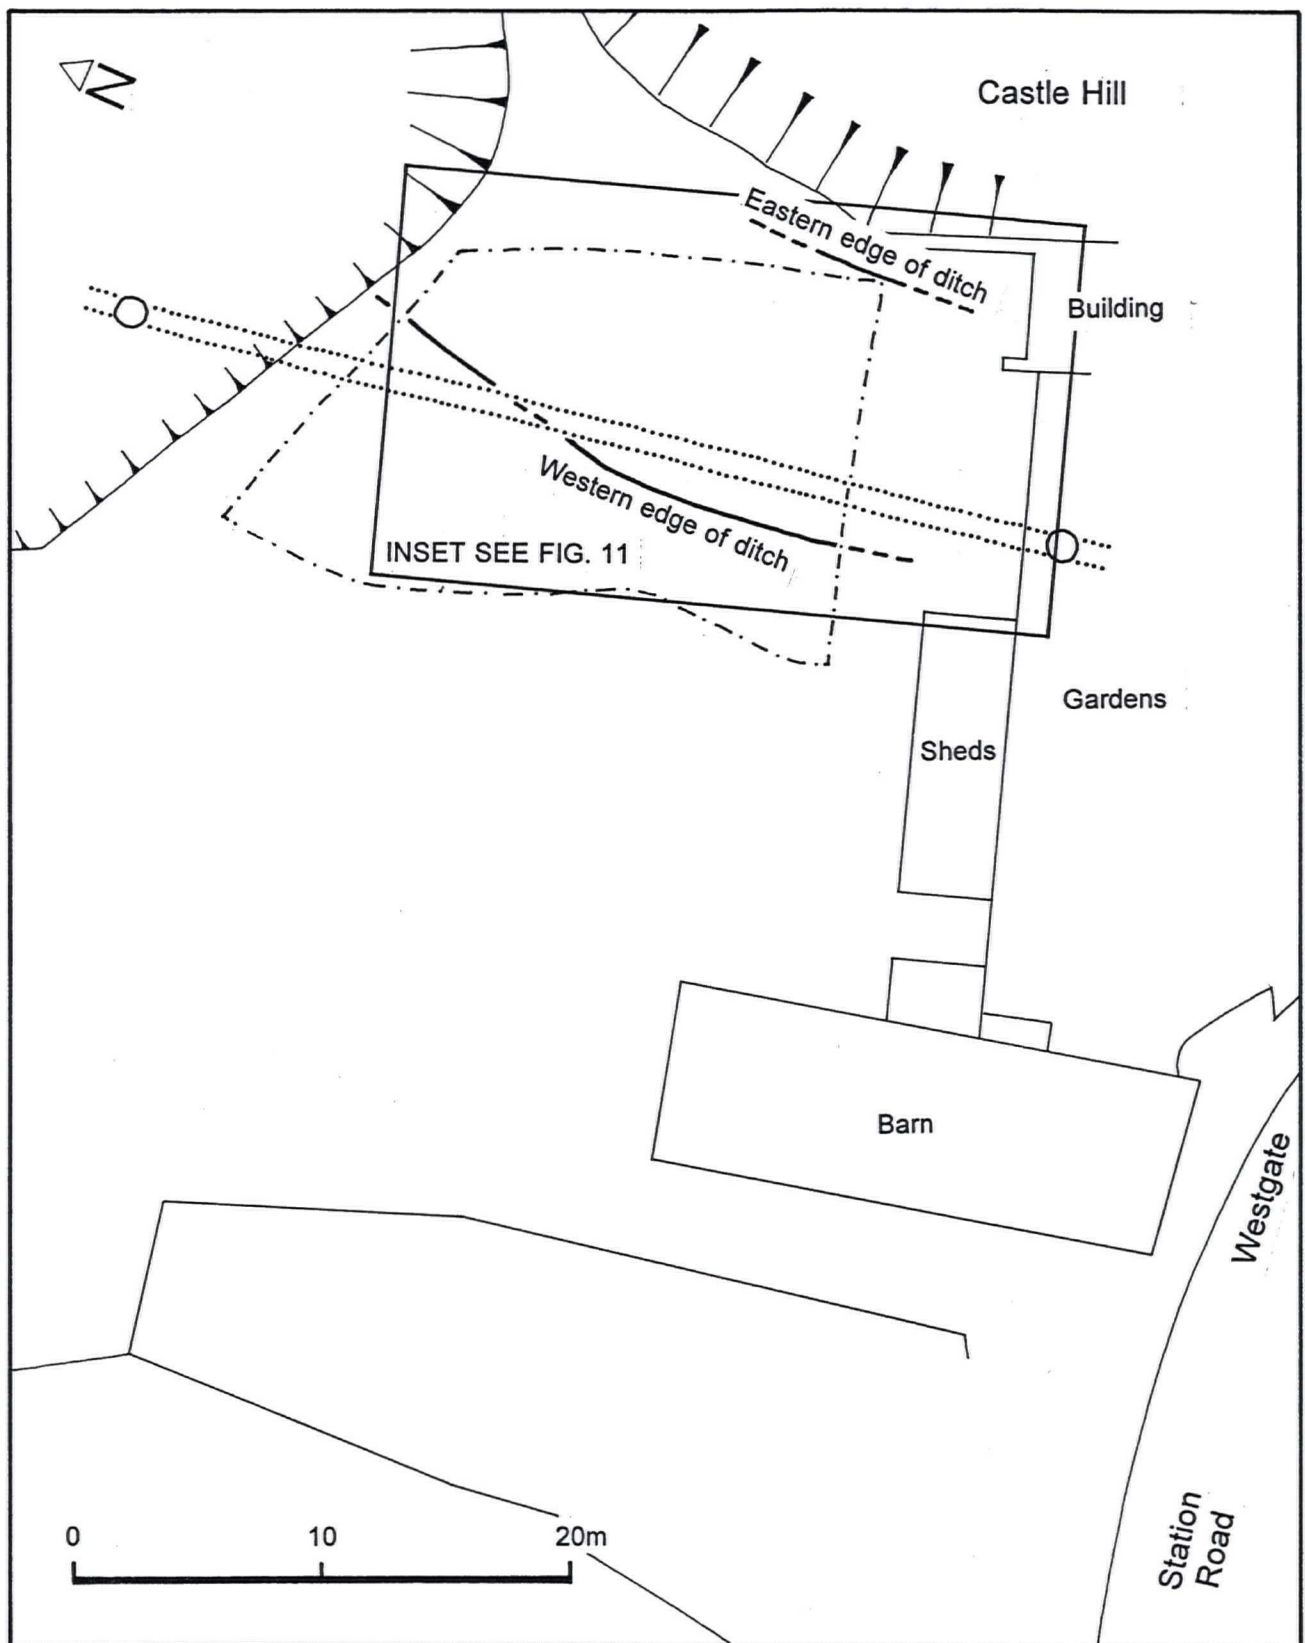 N
Castle Hill
Eastern edge of ditch
Building
Western edge of ditch
INSET SEE FIG. 11
Gardens
Sheds
Barn
Westgate
Station
Road
0 10 20m